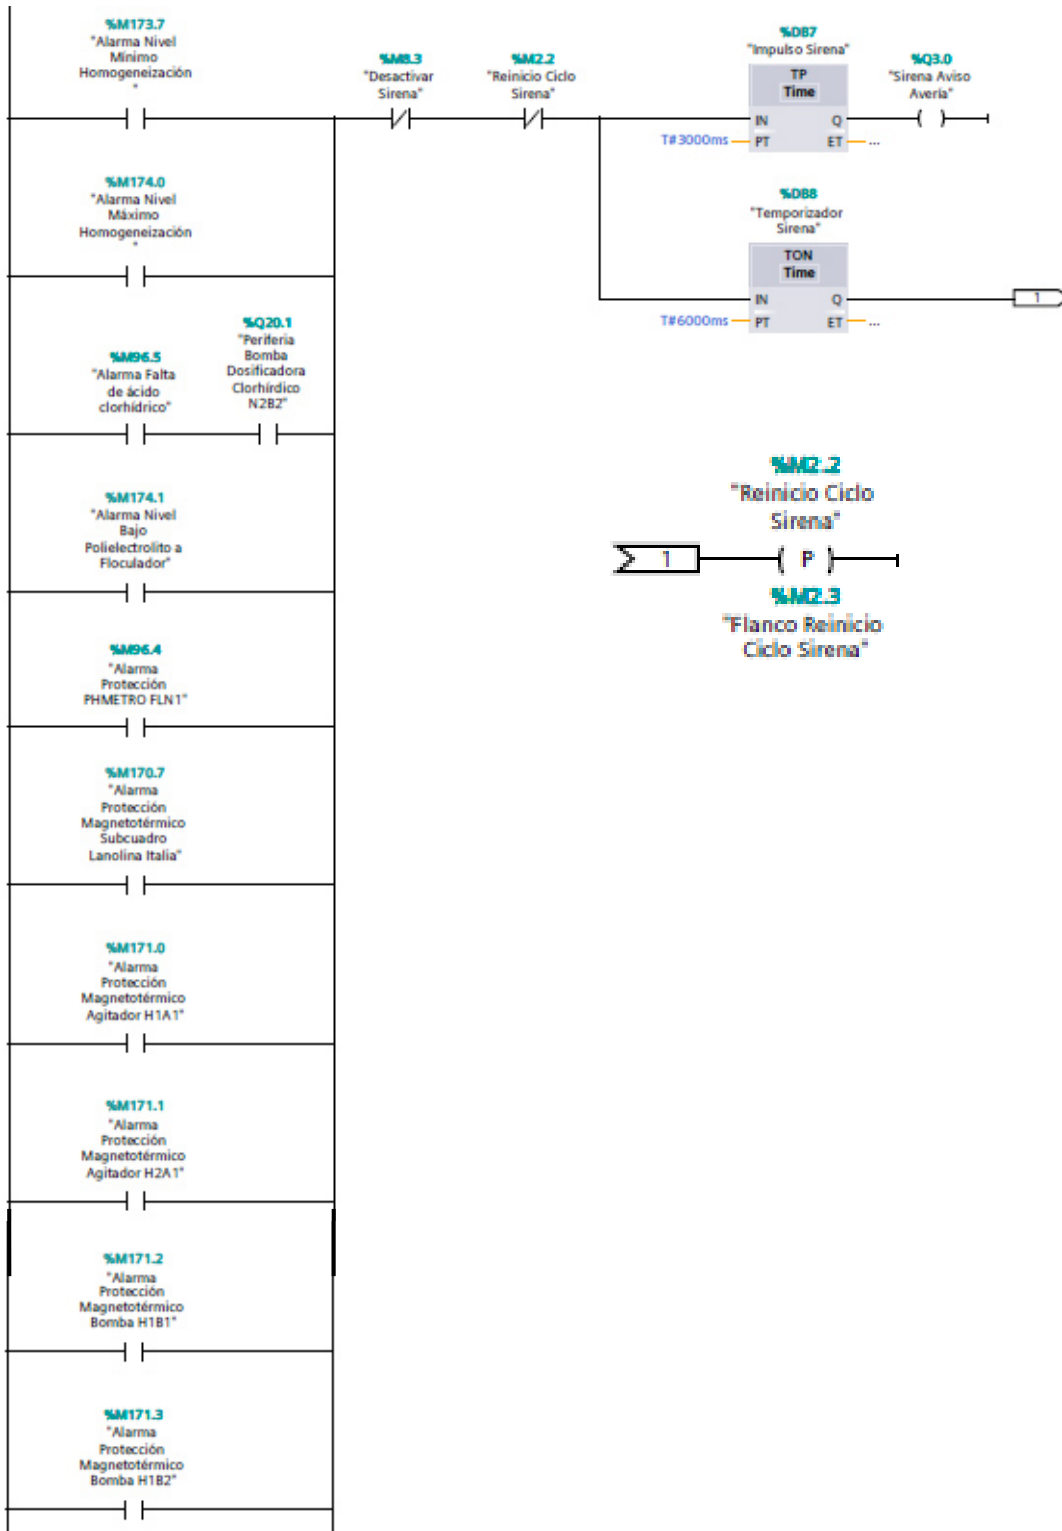 %M173.7
"Alarma Nivel
Mínimo
Homogeneización
"
%M8.3
"Desactivar
Sirena"
%M2.2
"Reinicio Ciclo
Sirena"
%DB7
"Impulso Sirena"
TP
Time
IN
Q
T#3000ms
PT
ET
...
%Q3.0
"Sirena Aviso
Avería"
%M174.0
"Alarma Nivel
Máximo
Homogeneización
"
%DB8
"Temporizador
Sirena"
TON
Time
IN
Q
T#6000ms
PT
ET
...
1
%M96.5
"Alarma Falta
de ácido
clorhídrico"
%Q20.1
"Periferia
Bomba
Dosificadora
Clorhírdico
N2B2"
%M174.1
"Alarma Nivel
Bajo
Polielectrolito a
Floculador"
1
%M2.2
"Reinicio Ciclo
Sirena"
P
%M2.3
"Flanco Reinicio
Ciclo Sirena"
%M96.4
"Alarma
Protección
PHMETRO FLN1"
%M170.7
"Alarma
Protección
Magnetotérmico
Subcuadro
Lanolina Italia"
%M171.0
"Alarma
Protección
Magnetotérmico
Agitador H1A1"
%M171.1
"Alarma
Protección
Magnetotérmico
Agitador H2A1"
%M171.2
"Alarma
Protección
Magnetotérmico
Bomba H1B1"
%M171.3
"Alarma
Protección
Magnetotérmico
Bomba H1B2"